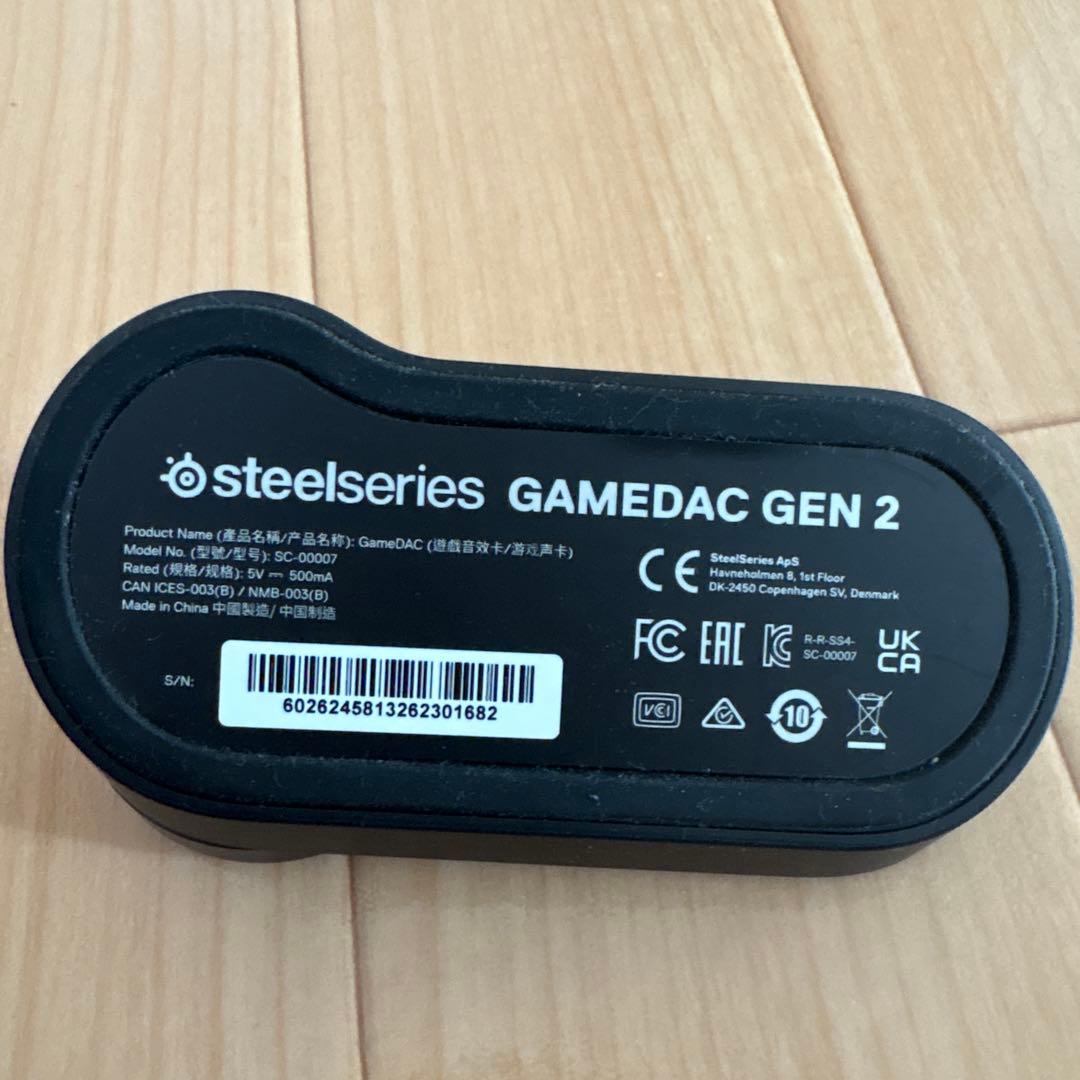 steelseries GAMEDAC GEN 2
Product Name (產品名稱/产品名称): GameDAC (遊戲音效卡/游戏声卡)
Model No. (型號/型号): SC-00007
Rated (規格/规格): 5V ⎓ 500mA
CAN ICES-003(B) / NMB-003(B)
Made in China 中國製造/ 中国制造
S/N:
6026245813262301682
CE
SteelSeries ApS
Havneholmen 8, 1st Floor
DK-2450 Copenhagen SV, Denmark
FC EAC KC
R-R-SS4-
SC-00007
UK
CA
VCI
10